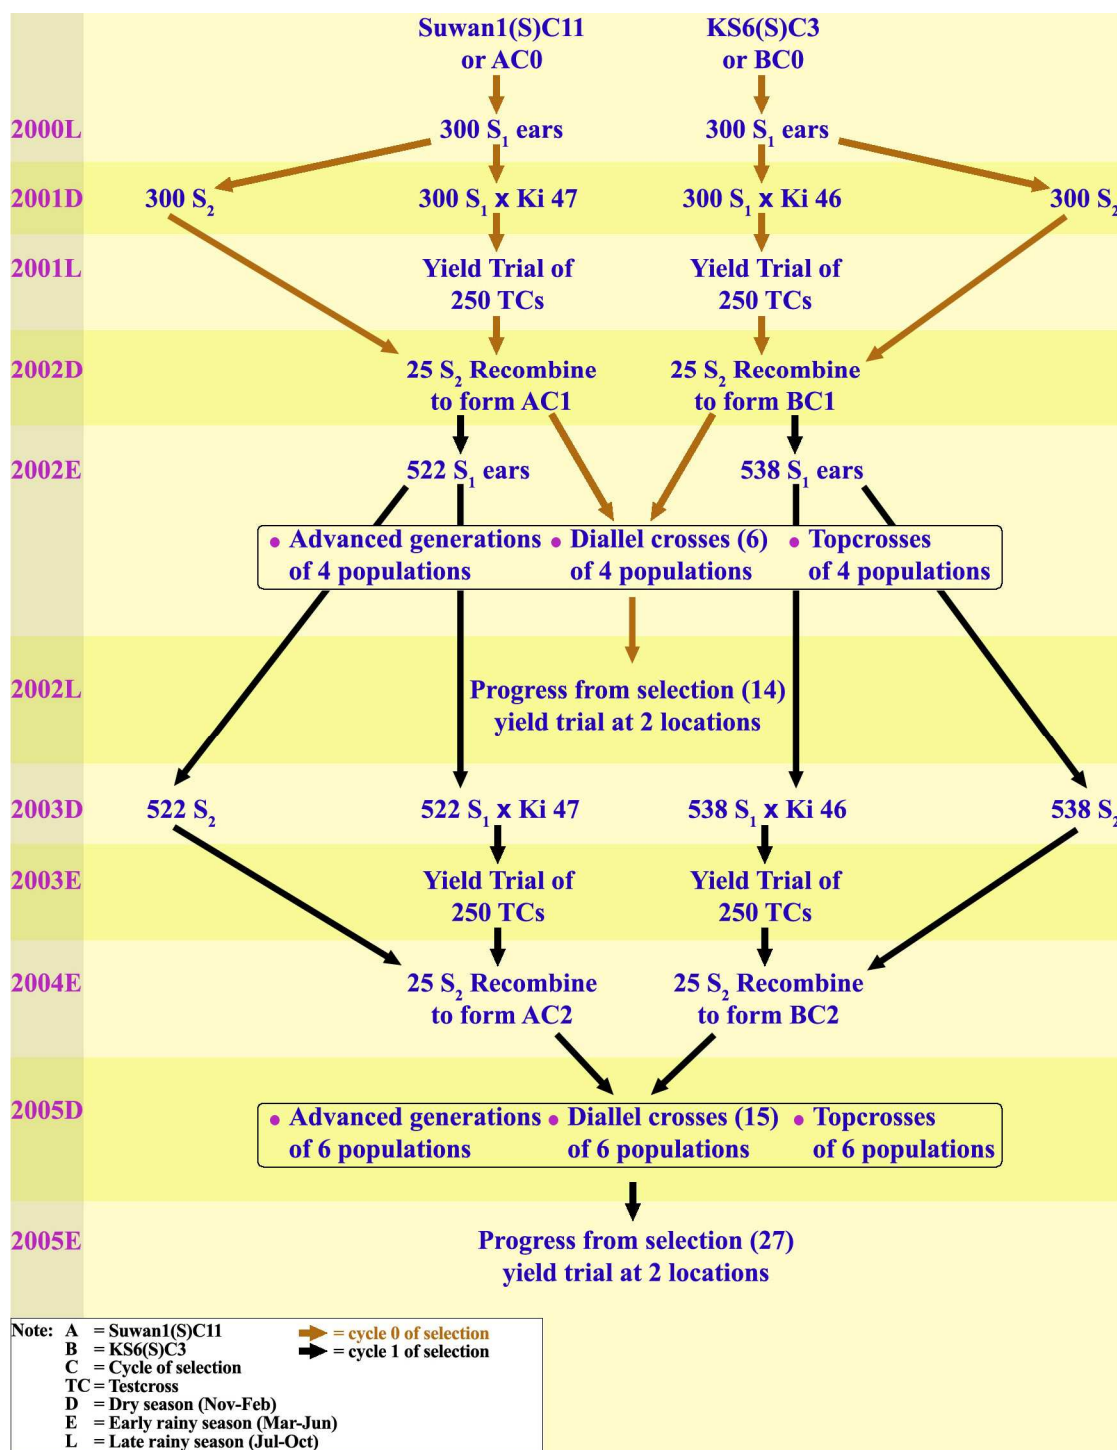 Suwan1(S)C11 KS6(S)C3
or AC0 or BC0
2000L 300 S₁ ears 300 S₁ ears
2001D 300 S₂ 300 S₁ x Ki 47 300 S₁ x Ki 46 300 S₂
2001L Yield Trial of Yield Trial of
250 TCs 250 TCs
2002D 25 S₂ Recombine 25 S₂ Recombine
to form AC1 to form BC1
2002E 522 S₁ ears 538 S₁ ears
• Advanced generations • Diallel crosses (6) • Topcrosses
of 4 populations of 4 populations of 4 populations
2002L Progress from selection (14)
yield trial at 2 locations
2003D 522 S₂ 522 S₁ x Ki 47 538 S₁ x Ki 46 538 S₂
2003E Yield Trial of Yield Trial of
250 TCs 250 TCs
2004E 25 S₂ Recombine 25 S₂ Recombine
to form AC2 to form BC2
2005D • Advanced generations • Diallel crosses (15) • Topcrosses
of 6 populations of 6 populations of 6 populations
2005E Progress from selection (27)
yield trial at 2 locations
Note: A = Suwan1(S)C11 = cycle 0 of selection
B = KS6(S)C3 = cycle 1 of selection
C = Cycle of selection
TC = Testcross
D = Dry season (Nov-Feb)
E = Early rainy season (Mar-Jun)
L = Late rainy season (Jul-Oct)